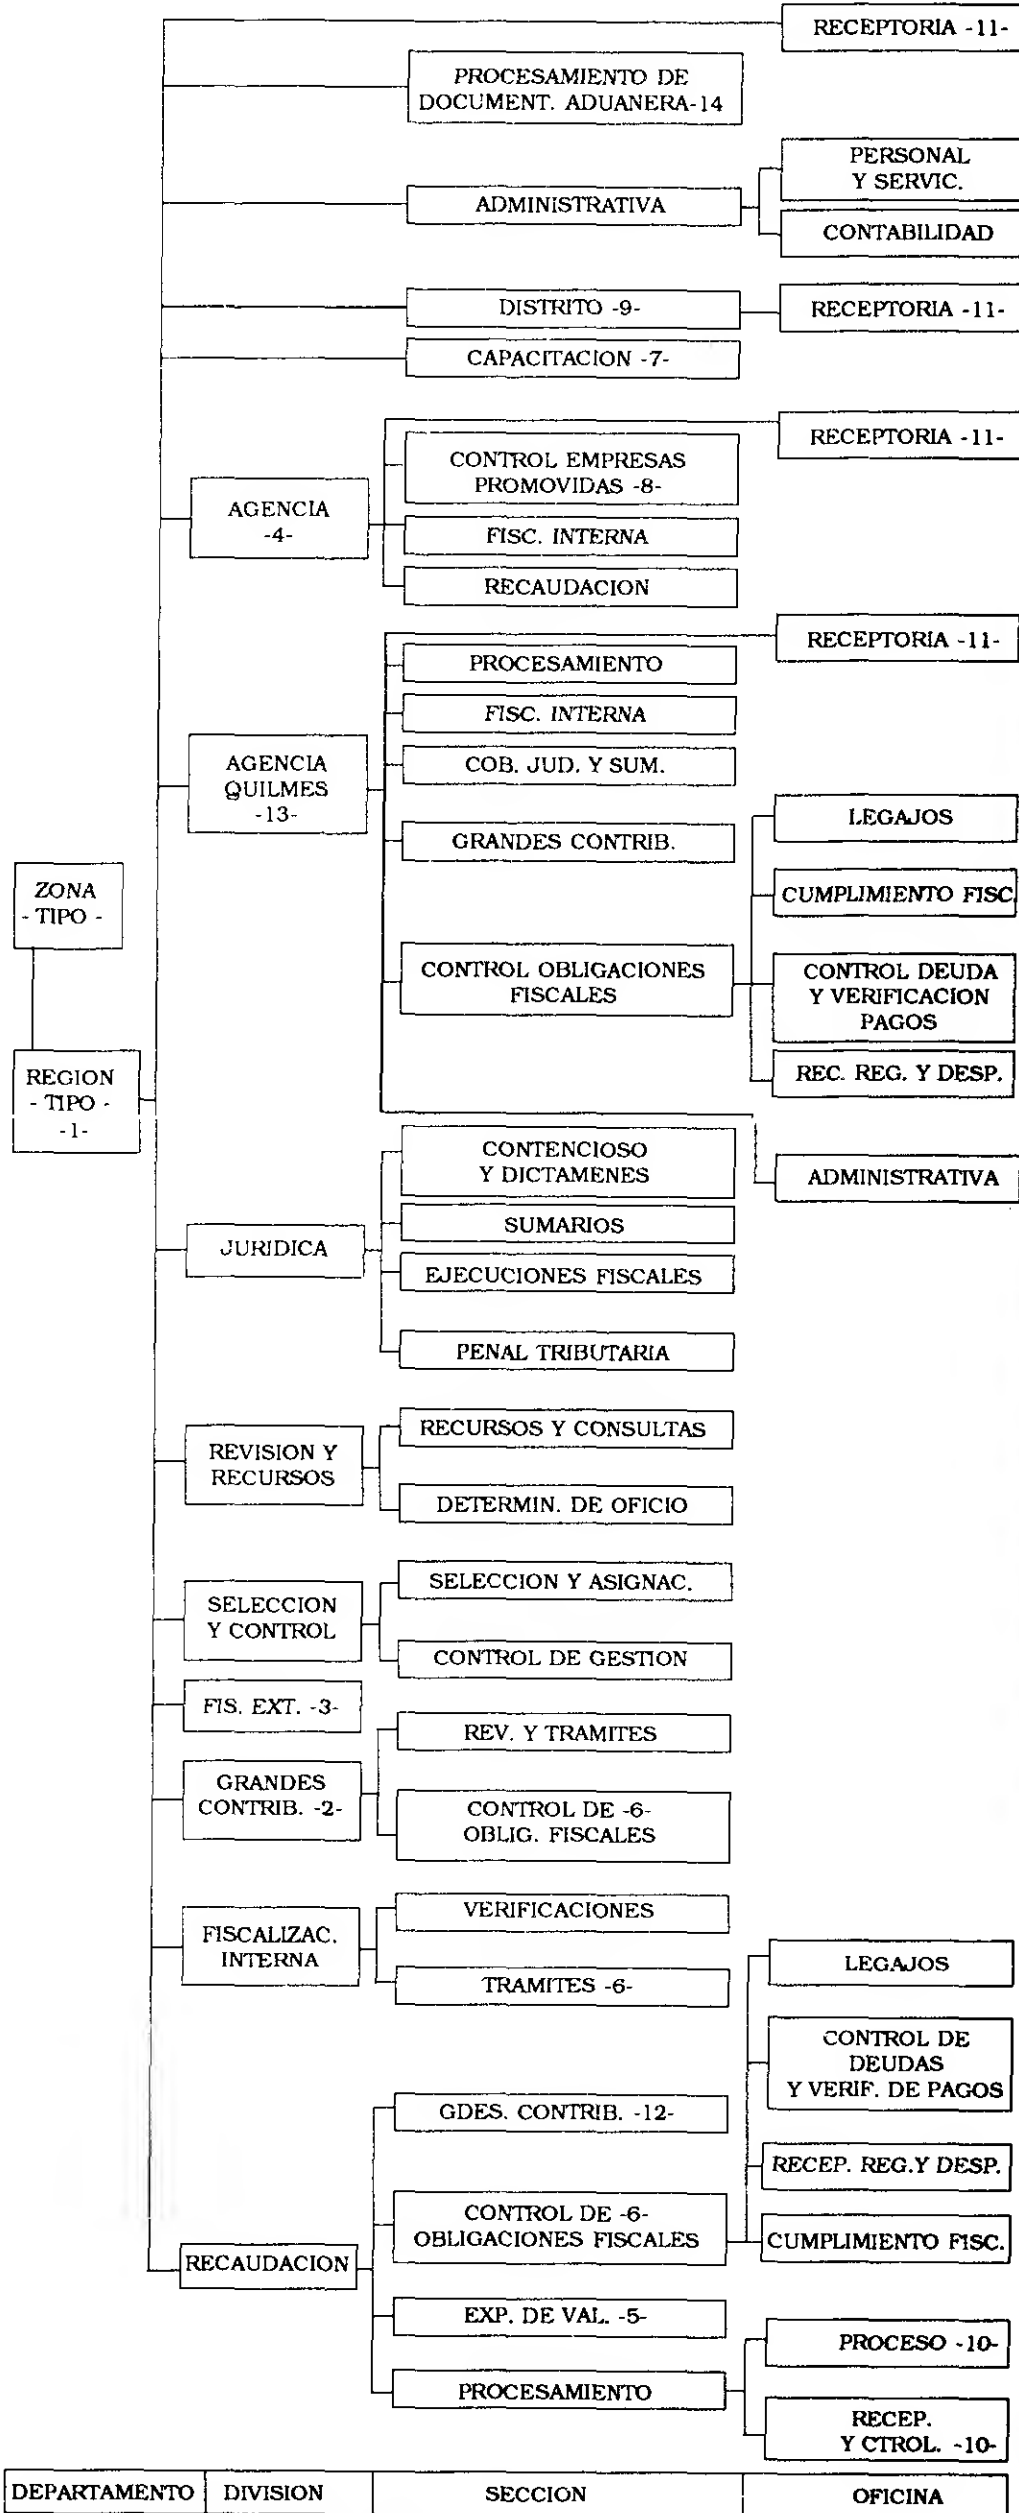 RECEPTORIA -11-
PROCESAMIENTO DE
DOCUMENT. ADUANERA-14
PERSONAL
Y SERVIC.
ADMINISTRATIVA
CONTABILIDAD
DISTRITO -9-
RECEPTORIA -11-
CAPACITACION -7-
RECEPTORIA -11-
CONTROL EMPRESAS
PROMOVIDAS -8-
AGENCIA
-4-
FISC. INTERNA
RECAUDACION
RECEPTORIA -11-
PROCESAMIENTO
FISC. INTERNA
AGENCIA
QUILMES
-13-
COB. JUD. Y SUM.
GRANDES CONTRIB.
LEGAJOS
ZONA
- TIPO -
CUMPLIMIENTO FISC
CONTROL OBLIGACIONES
FISCALES
CONTROL DEUDA
Y VERIFICACION
PAGOS
REC. REG. Y DESP.
REGION
- TIPO -
-1-
CONTENCIOSO
Y DICTAMENES
ADMINISTRATIVA
SUMARIOS
JURIDICA
EJECUCIONES FISCALES
PENAL TRIBUTARIA
RECURSOS Y CONSULTAS
REVISION Y
RECURSOS
DETERMIN. DE OFICIO
SELECCION Y ASIGNAC.
SELECCION
Y CONTROL
CONTROL DE GESTION
FIS. EXT. -3-
REV. Y TRAMITES
GRANDES
CONTRIB. -2-
CONTROL DE -6-
OBLIG. FISCALES
VERIFICACIONES
FISCALIZAC.
INTERNA
TRAMITES -6-
LEGAJOS
CONTROL DE
DEUDAS
Y VERIF. DE PAGOS
GDES. CONTRIB. -12-
RECEP. REG.Y DESP.
CONTROL DE -6-
OBLIGACIONES FISCALES
CUMPLIMIENTO FISC.
RECAUDACION
EXP. DE VAL. -5-
PROCESO -10-
PROCESAMIENTO
RECEP.
Y CTROL. -10-
DEPARTAMENTO DIVISION SECCION OFICINA